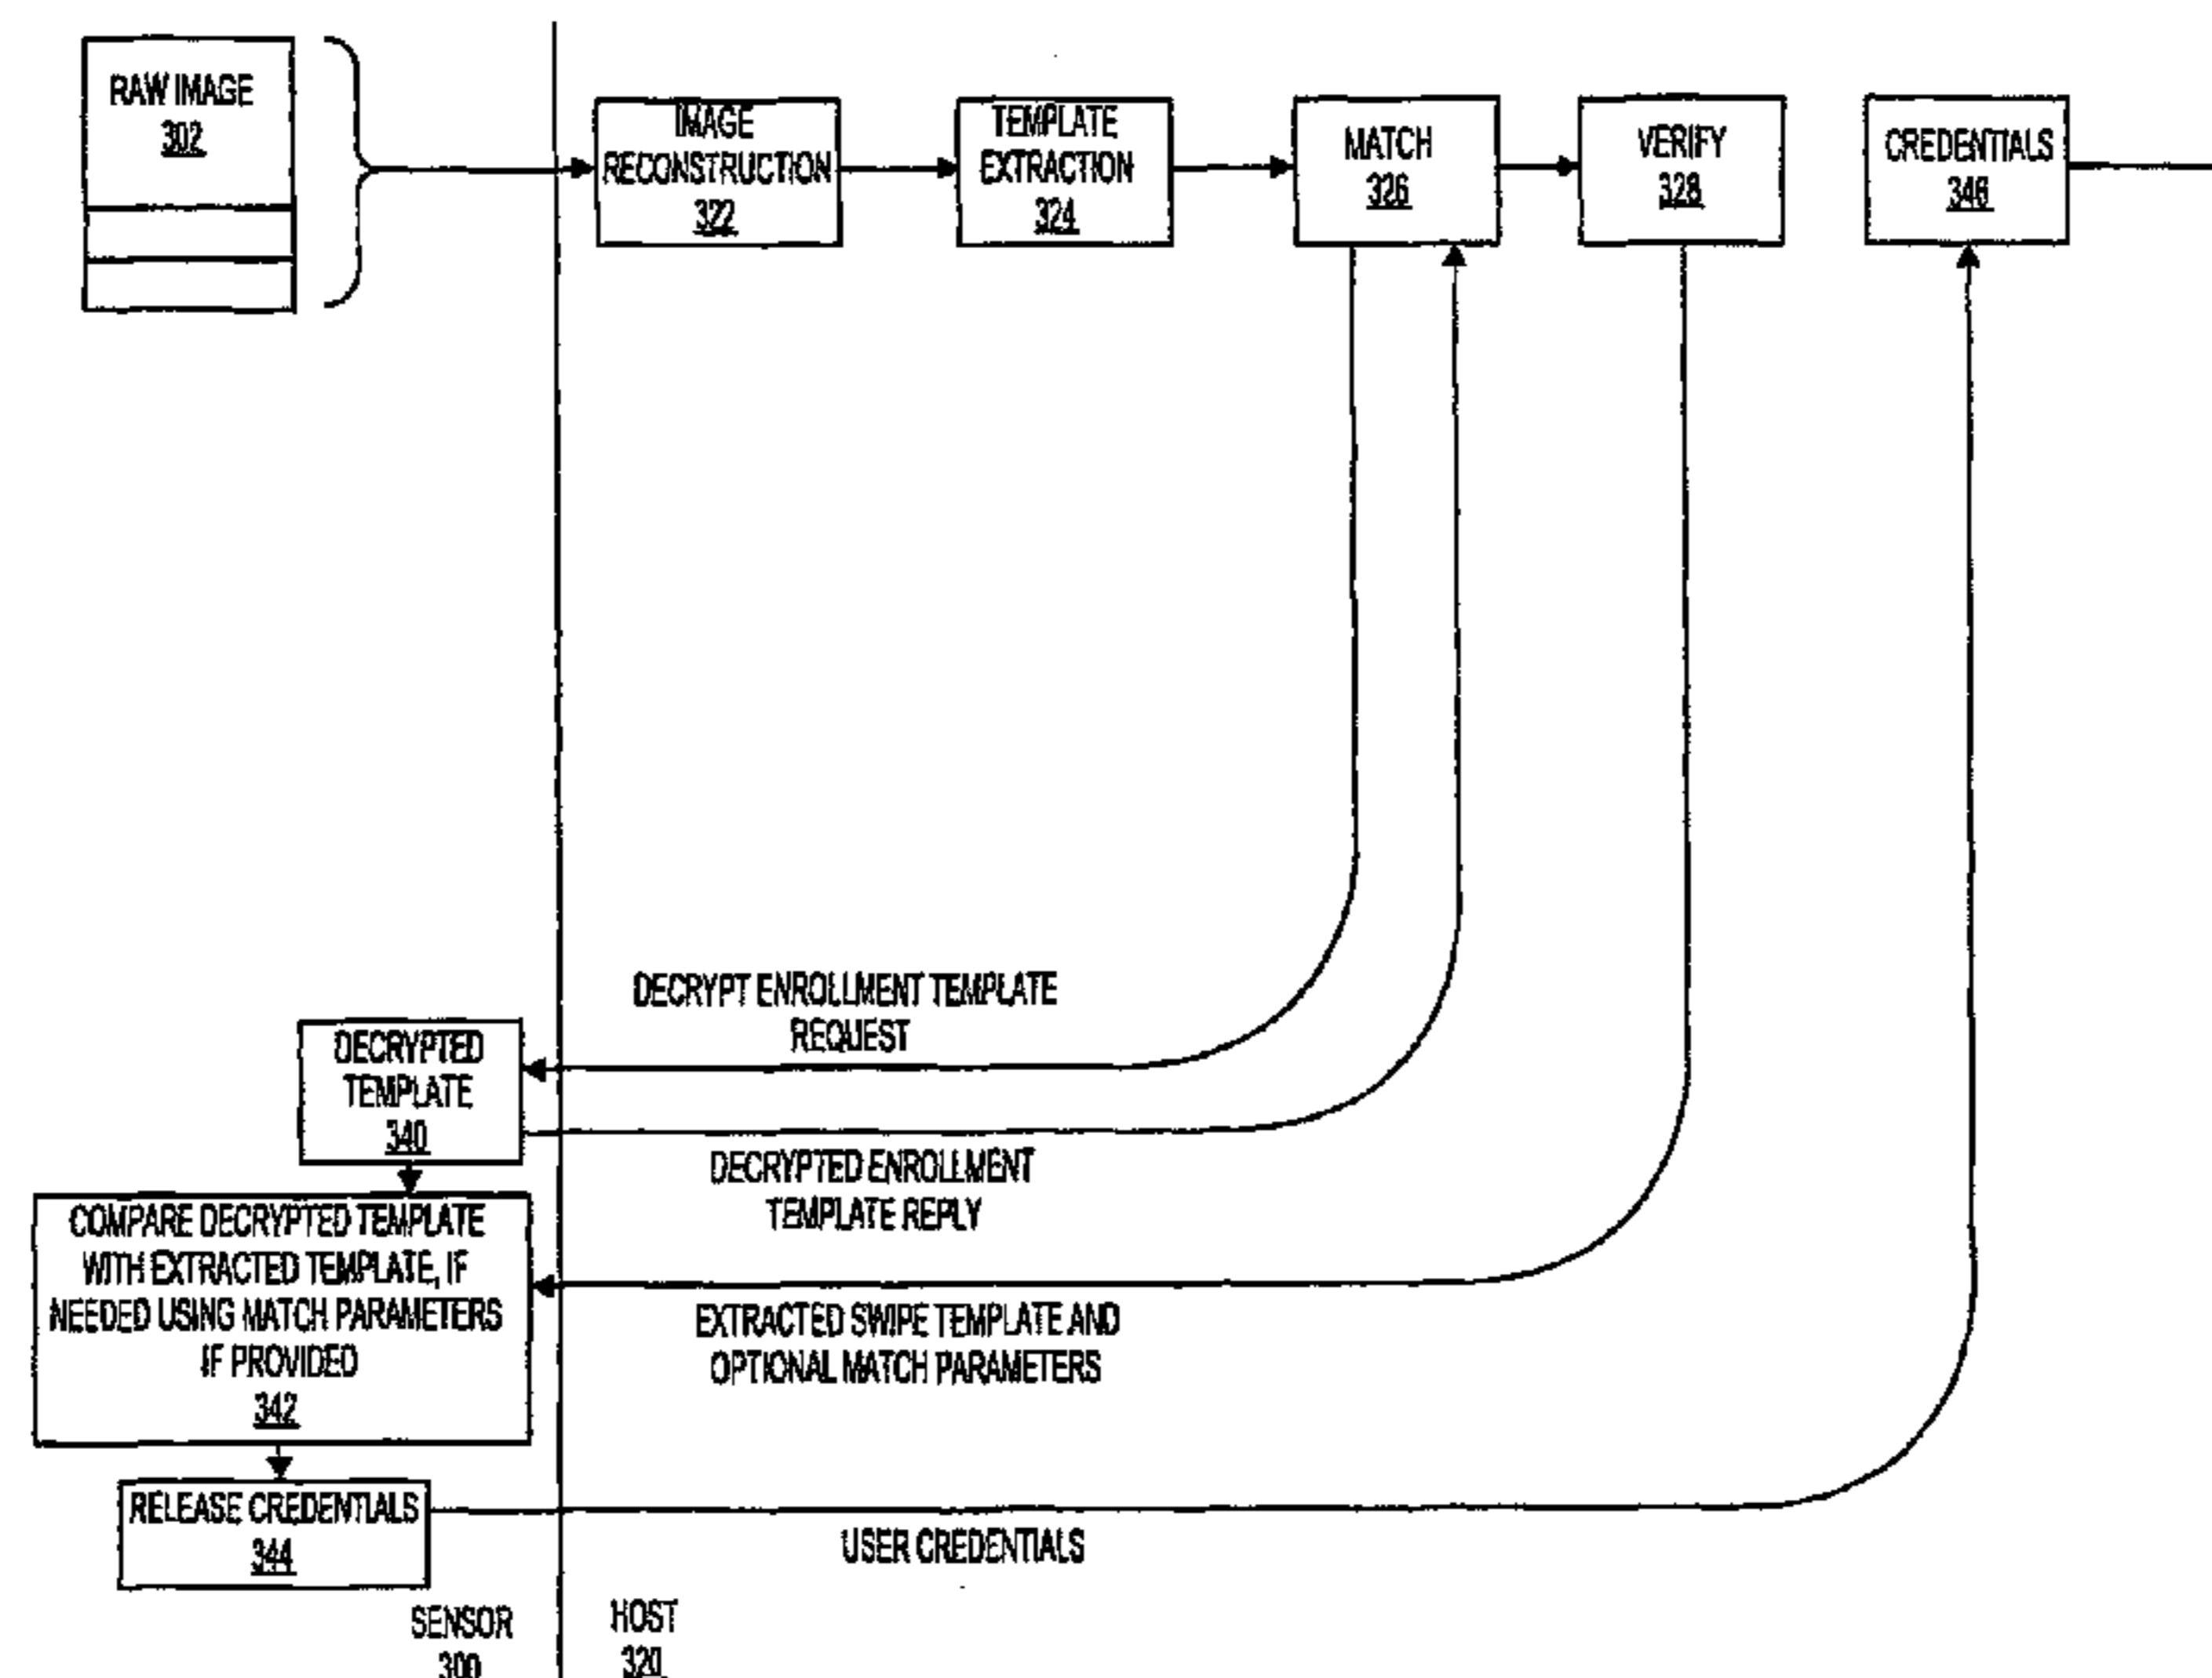 RAW IMAGE
302
IMAGE
RECONSTRUCTION
322
TEMPLATE
EXTRACTION
324
MATCH
326
VERIFY
328
CREDENTIALS
346
DECRYPT ENROLLMENT TEMPLATE
REQUEST
DECRYPTED
TEMPLATE
340
DECRYPTED ENROLLMENT
TEMPLATE REPLY
COMPARE DECRYPTED TEMPLATE
WITH EXTRACTED TEMPLATE, IF
NEEDED USING MATCH PARAMETERS
IF PROVIDED
342
EXTRACTED SWIPE TEMPLATE AND
OPTIONAL MATCH PARAMETERS
RELEASE CREDENTIALS
344
USER CREDENTIALS
SENSOR
300
HOST
320